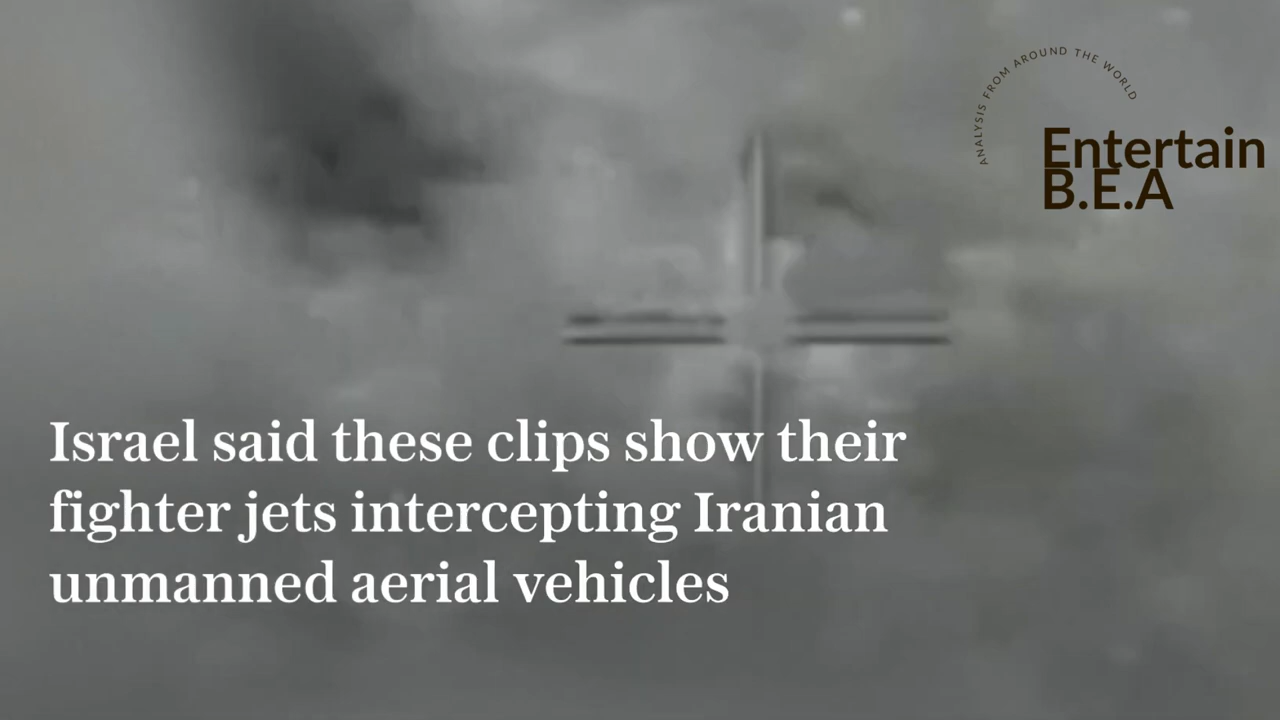 ANALYSIS FROM AROUND THE WORLD
Entertain
B.E.A
Israel said these clips show their
fighter jets intercepting Iranian
unmanned aerial vehicles